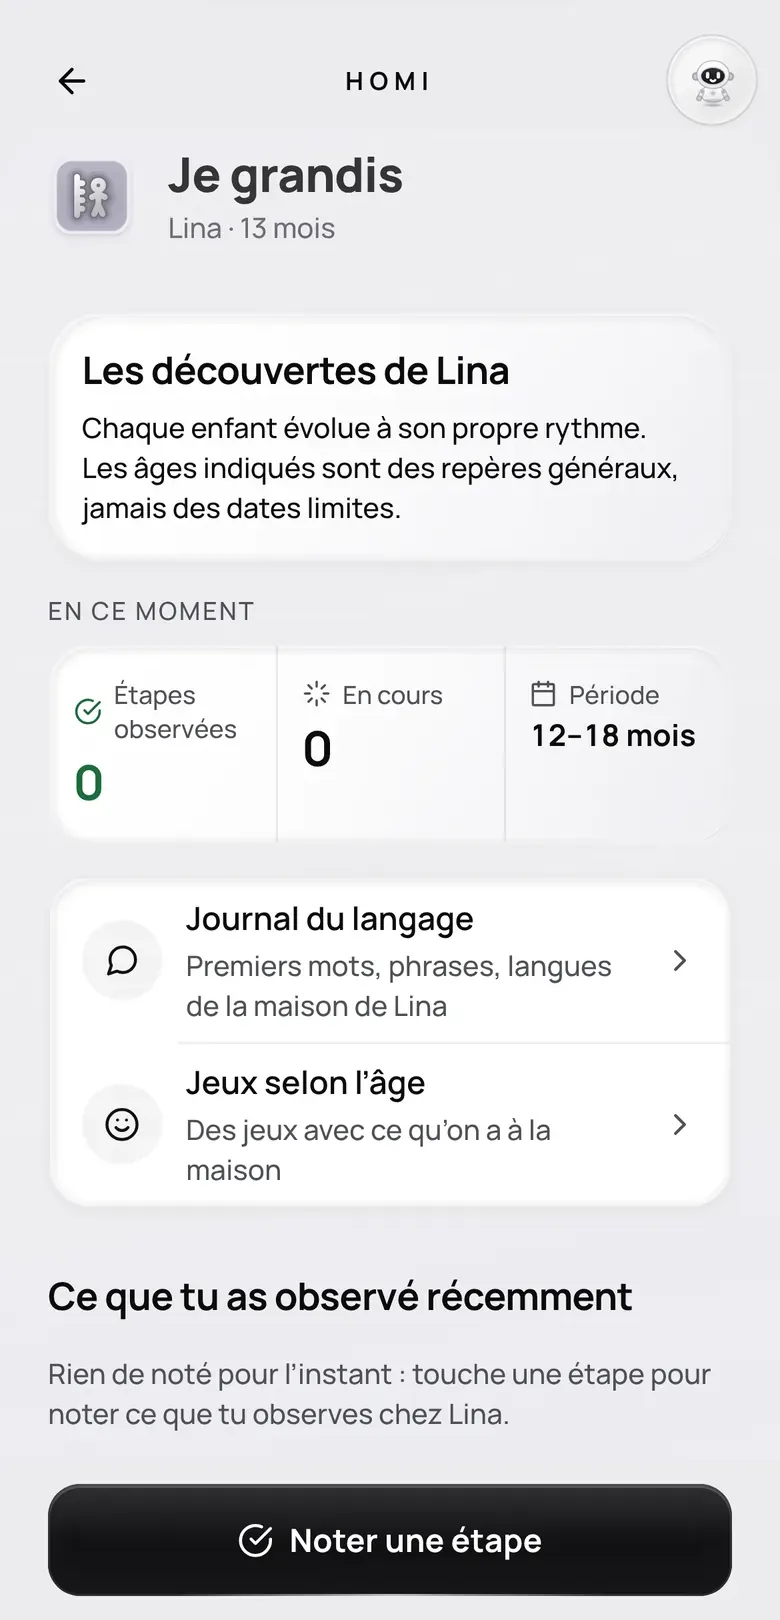 HOMI
Je grandis
Lina · 13 mois
Les découvertes de Lina
Chaque enfant évolue à son propre rythme.
Les âges indiqués sont des repères généraux,
jamais des dates limites.
EN CE MOMENT
Étapes
observées
0
En cours
0
Période
12–18 mois
Journal du langage
Premiers mots, phrases, langues
de la maison de Lina
Jeux selon l’âge
Des jeux avec ce qu’on a à la
maison
Ce que tu as observé récemment
Rien de noté pour l’instant : touche une étape pour
noter ce que tu observes chez Lina.
Noter une étape